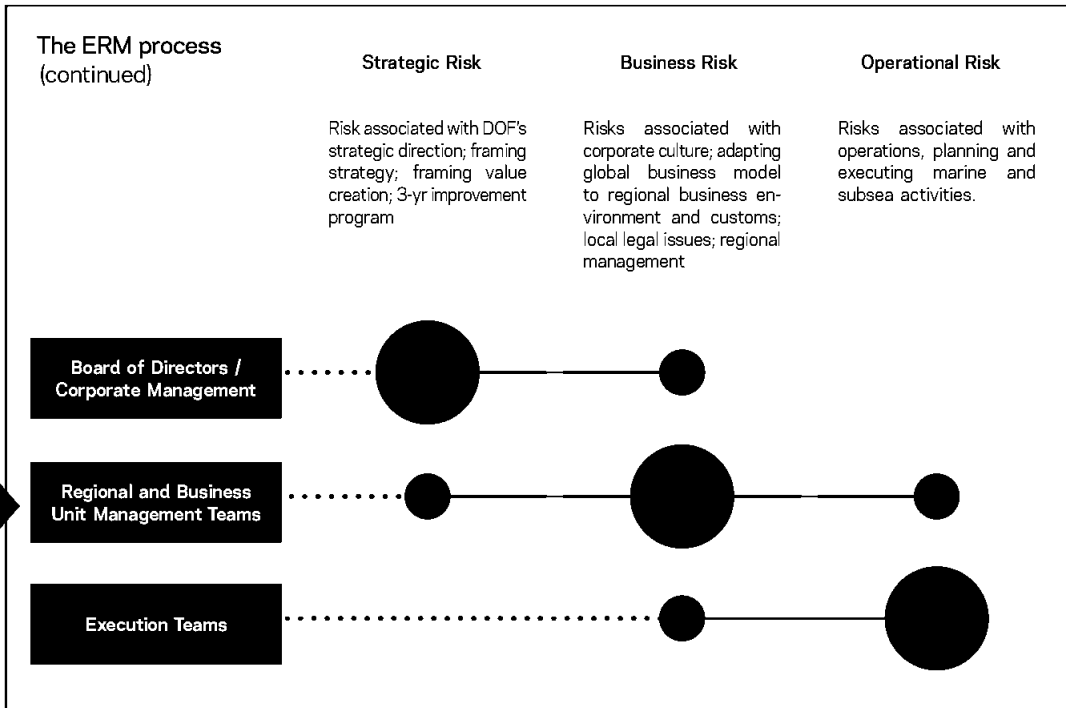 The ERM process
(continued)
Strategic Risk
Business Risk
Operational Risk
Risk associated with DOF's
strategic direction; framing
strategy; framing value
creation; 3-yr improvement
program
Risks associated with
corporate culture; adapting
global business model
to regional business en-
vironment and customs;
local legal issues; regional
management
Risks associated with
operations, planning and
executing marine and
subsea activities.
Board of Directors /
Corporate Management
Regional and Business
Unit Management Teams
Execution Teams